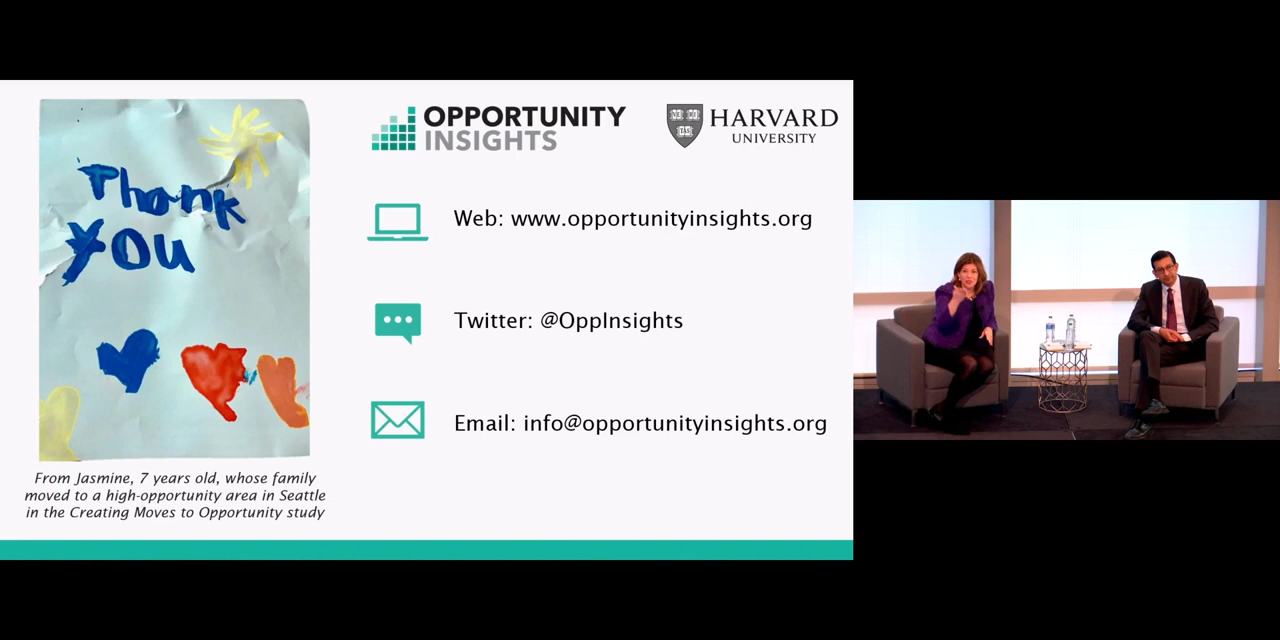 Thank
you
From Jasmine, 7 years old, whose family
moved to a high-opportunity area in Seattle
in the Creating Moves to Opportunity study
OPPORTUNITY
INSIGHTS
HARVARD
UNIVERSITY
Web: www.opportunityinsights.org
Twitter: @OppInsights
Email: info@opportunityinsights.org